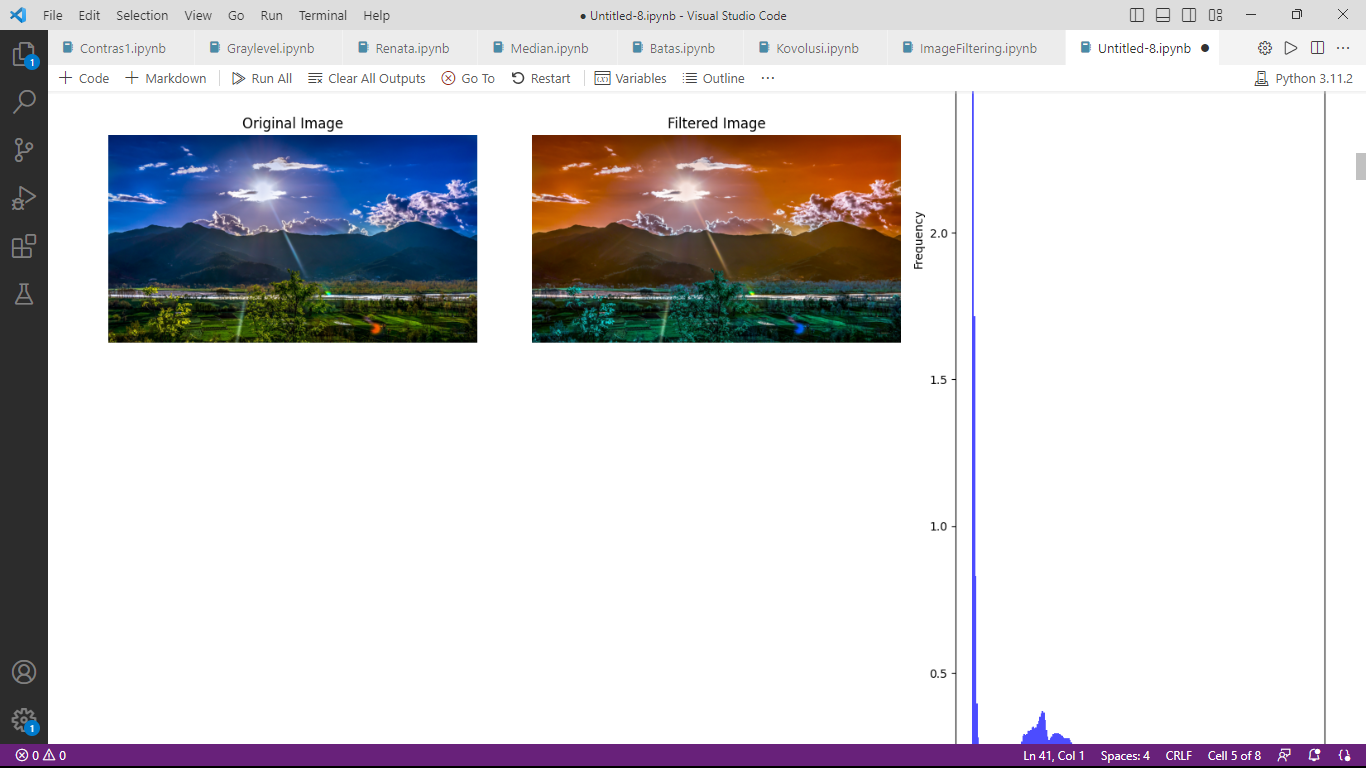 File Edit Selection View Go Run Terminal Help
● Untitled-8.ipynb - Visual Studio Code
Contras1.ipynb Graylevel.ipynb Renata.ipynb Median.ipynb Batas.ipynb Kovolusi.ipynb ImageFiltering.ipynb Untitled-8.ipynb
+ Code + Markdown Run All Clear All Outputs Go To Restart Variables Outline ··· Python 3.11.2
1
Original Image Filtered Image
Frequency
2.0
1.5
1.0
0.5
1
0 0 Ln 41, Col 1 Spaces: 4 CRLF Cell 5 of 8